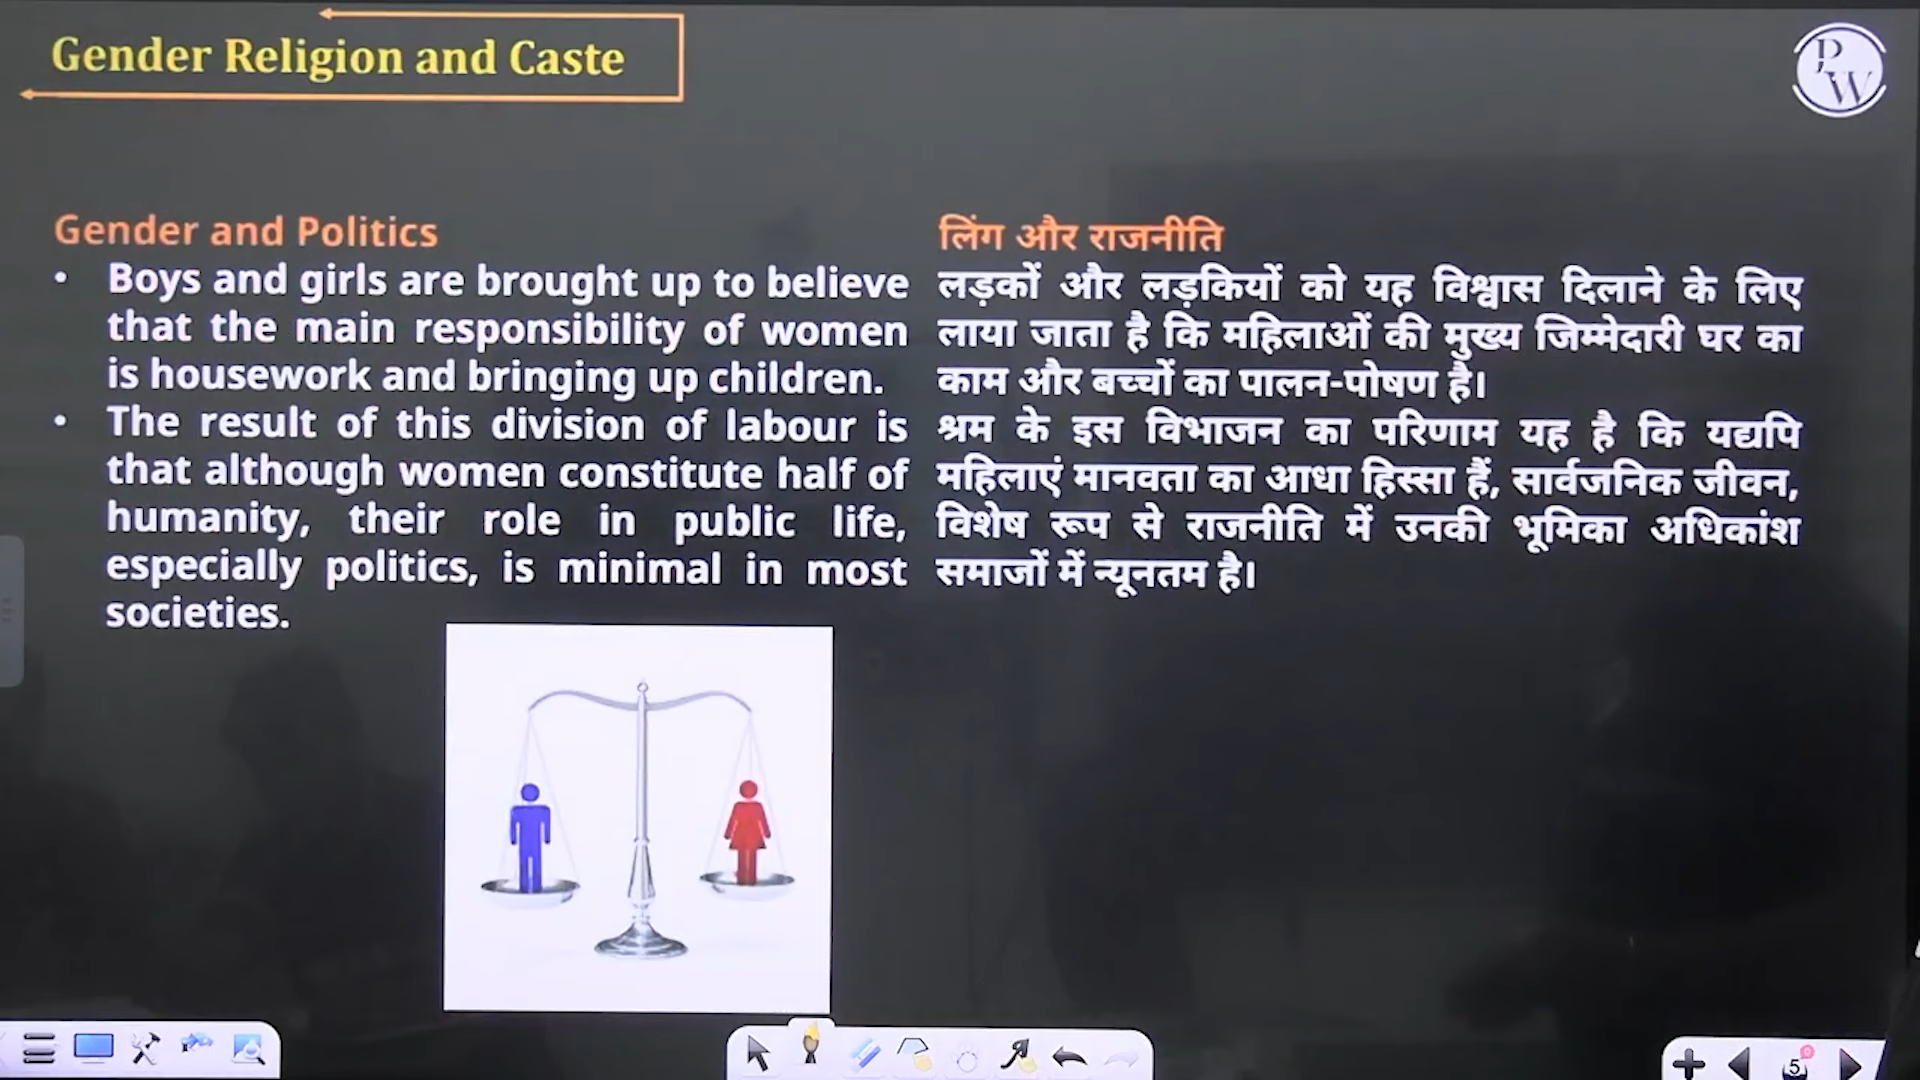 Gender Religion and Caste
PW
Gender and Politics
• Boys and girls are brought up to believe
that the main responsibility of women
is housework and bringing up children.
• The result of this division of labour is
that although women constitute half of
humanity, their role in public life,
especially politics, is minimal in most
societies.
लिंग और राजनीति
लड़कों और लड़कियों को यह विश्वास दिलाने के लिए
लाया जाता है कि महिलाओं की मुख्य जिम्मेदारी घर का
काम और बच्चों का पालन-पोषण है।
श्रम के इस विभाजन का परिणाम यह है कि यद्यपि
महिलाएं मानवता का आधा हिस्सा हैं, सार्वजनिक जीवन,
विशेष रूप से राजनीति में उनकी भूमिका अधिकांश
समाजों में न्यूनतम है।
5